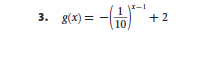 3. g(x) = -(1/10)^(x-1) + 2